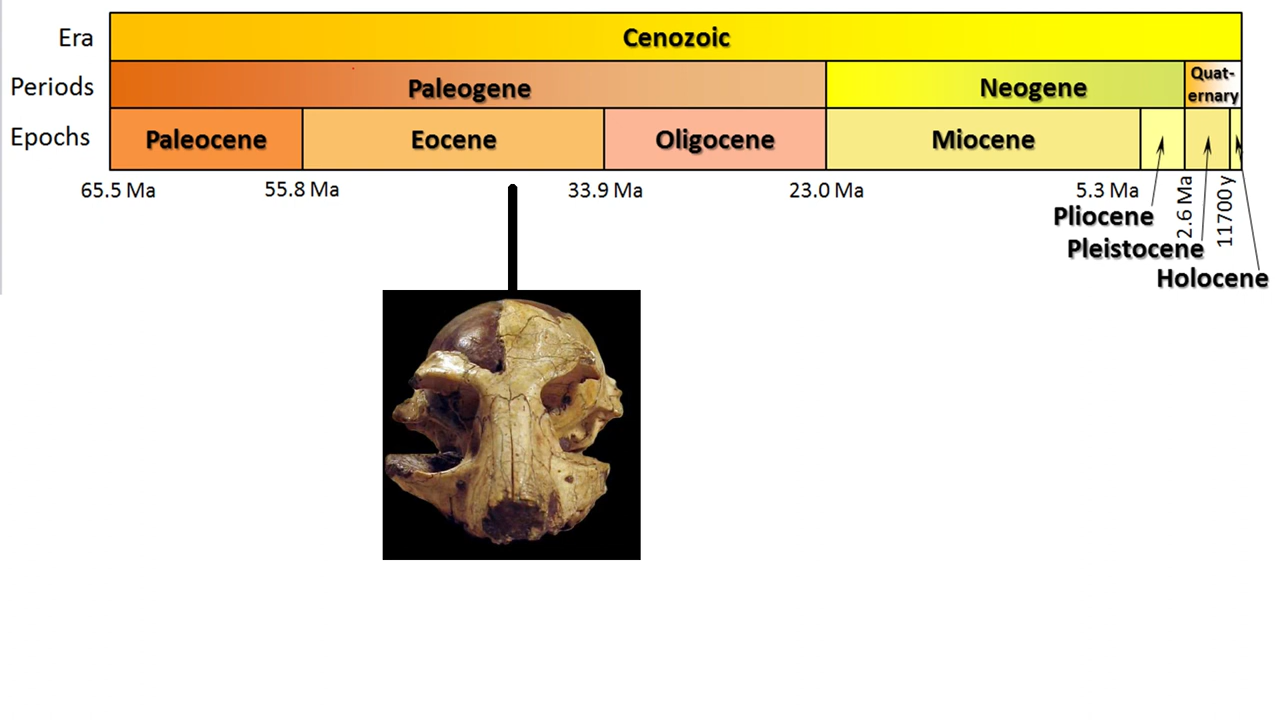 Era
Cenozoic
Periods
Paleogene
Neogene
Quat-
ernary
Epochs
Paleocene
Eocene
Oligocene
Miocene
65.5 Ma
55.8 Ma
33.9 Ma
23.0 Ma
5.3 Ma
2.6 Ma
11700 y
Pliocene
Pleistocene
Holocene